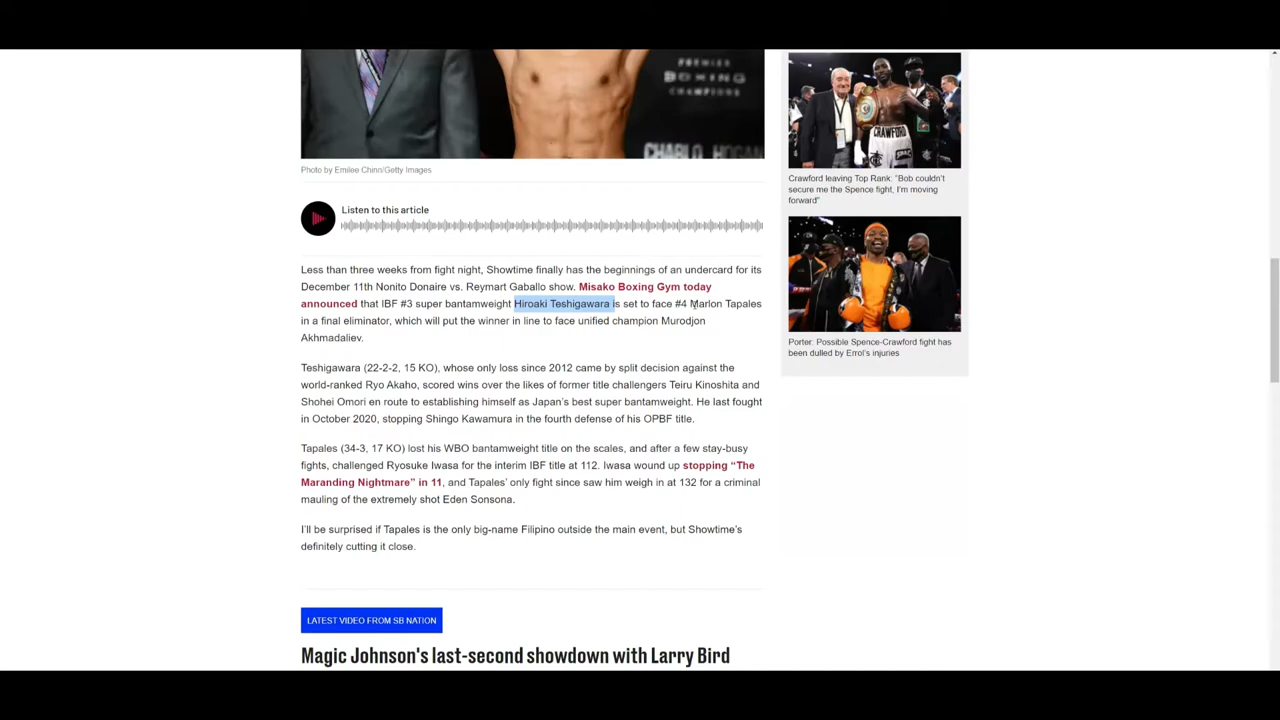 PREMIER
BOXING
CHAMPIONS
CHARLO HOGAN
Photo by Emilee Chinn/Getty Images
Listen to this article
Less than three weeks from fight night, Showtime finally has the beginnings of an undercard for its
December 11th Nonito Donaire vs. Reymart Gaballo show. Misako Boxing Gym today
announced that IBF #3 super bantamweight Hiroaki Teshigawara is set to face #4 Marlon Tapales
in a final eliminator, which will put the winner in line to face unified champion Murodjon
Akhmadaliev.
Teshigawara (22-2-2, 15 KO), whose only loss since 2012 came by split decision against the
world-ranked Ryo Akaho, scored wins over the likes of former title challengers Teiru Kinoshita and
Shohei Omori en route to establishing himself as Japan's best super bantamweight. He last fought
in October 2020, stopping Shingo Kawamura in the fourth defense of his OPBF title.
Tapales (34-3, 17 KO) lost his WBO bantamweight title on the scales, and after a few stay-busy
fights, challenged Ryosuke Iwasa for the interim IBF title at 112. Iwasa wound up stopping “The
Maranding Nightmare” in 11, and Tapales' only fight since saw him weigh in at 132 for a criminal
mauling of the extremely shot Eden Sonsona.
I'll be surprised if Tapales is the only big-name Filipino outside the main event, but Showtime's
definitely cutting it close.
LATEST VIDEO FROM SB NATION
Magic Johnson's last-second showdown with Larry Bird
CRAWFORD
Crawford leaving Top Rank: “Bob couldn't
secure me the Spence fight, I'm moving
forward”
Porter: Possible Spence-Crawford fight has
been dulled by Errol's injuries